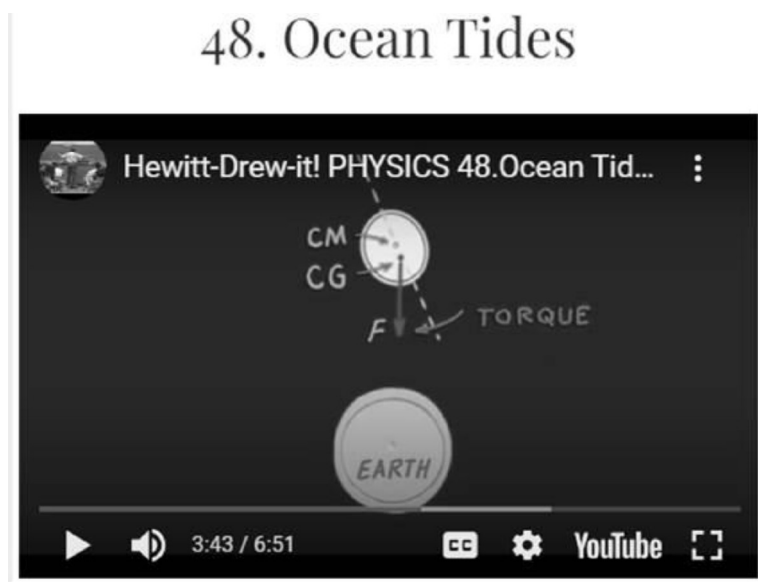 48. Ocean Tides
Hewitt-Drew-it! PHYSICS 48.Ocean Tid...
CM
CG
F
TORQUE
EARTH
3:43 / 6:51
CC
YouTube